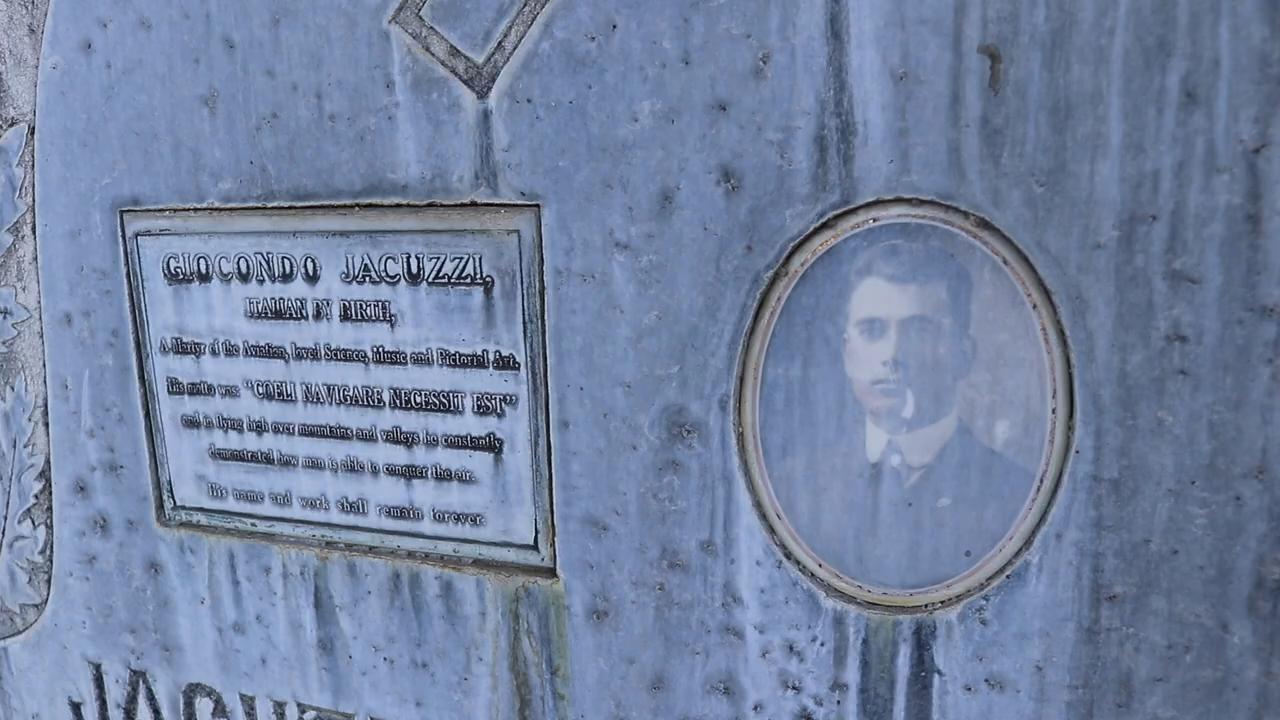 GIOCONDO JACUZZI,
ITALIAN BY BIRTH,
A Martyr of the Aviation, loved Science, Music and Pictorial Art.
His motto was: "COELI NAVIGARE NECESSIT EST"
and in flying high over mountains and valleys he constantly
demonstrated how man is able to conquer the air.
His name and work shall remain forever.
JACUZZI